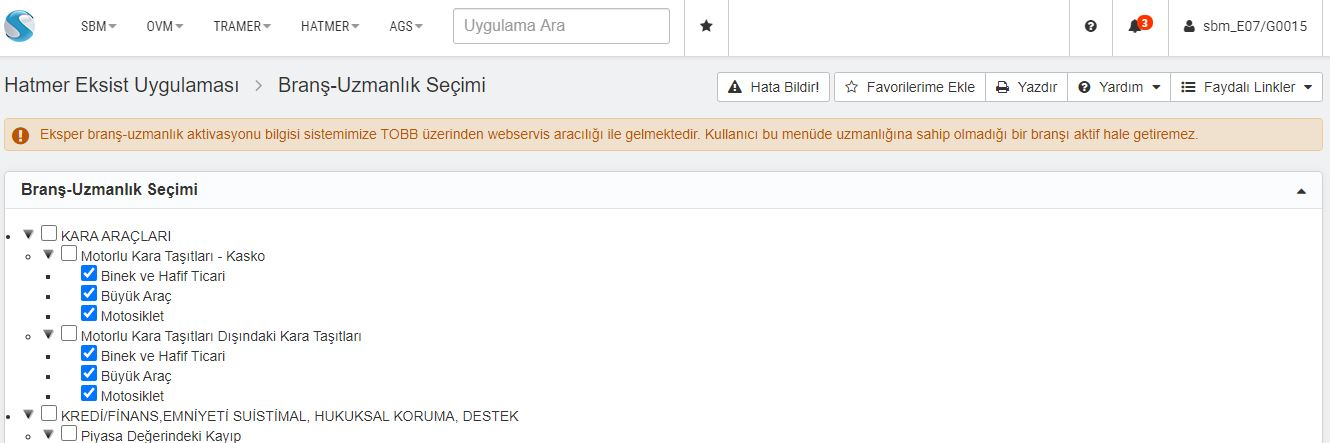 SBM OVM TRAMER HATMER AGS Uygulama Ara 3 sbm_E07/G0015
Hatmer Eksist Uygulaması > Branş-Uzmanlık Seçimi Hata Bildir! Favorilerime Ekle Yazdır Yardım Faydalı Linkler
Eksper branş-uzmanlık aktivasyonu bilgisi sistemimize TOBB üzerinden webservis aracılığı ile gelmektedir. Kullanıcı bu menüde uzmanlığına sahip olmadığı bir branşı aktif hale getiremez.
Branş-Uzmanlık Seçimi
KARA ARAÇLARI
Motorlu Kara Taşıtları - Kasko
Binek ve Hafif Ticari
Büyük Araç
Motosiklet
Motorlu Kara Taşıtları Dışındaki Kara Taşıtları
Binek ve Hafif Ticari
Büyük Araç
Motosiklet
KREDİ/FİNANS,EMNİYETİ SUİSTİMAL, HUKUKSAL KORUMA, DESTEK
Piyasa Değerindeki Kayıp